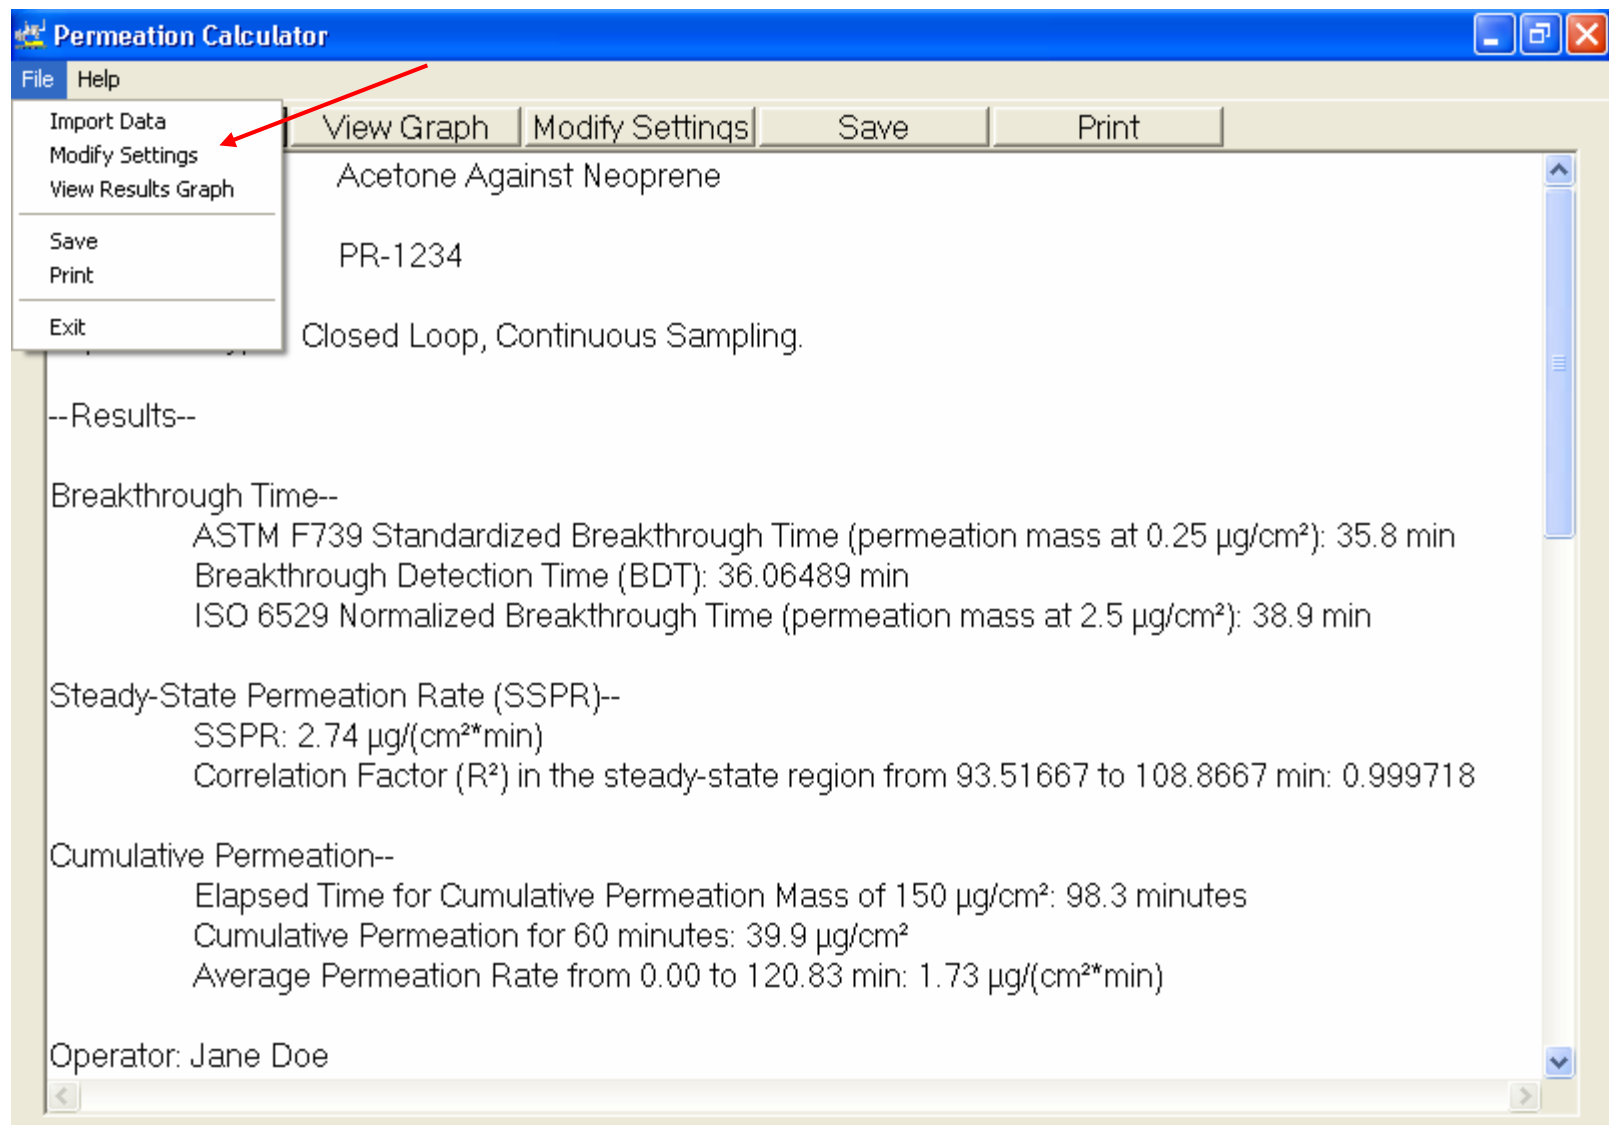 Permeation Calculator
File Help
Import Data
Modify Settings
View Results Graph
Save
Print
Exit
View Graph Modify Settings Save Print
Acetone Against Neoprene
PR-1234
Closed Loop, Continuous Sampling.
--Results--
Breakthrough Time--
ASTM F739 Standardized Breakthrough Time (permeation mass at 0.25 µg/cm²): 35.8 min
Breakthrough Detection Time (BDT): 36.06489 min
ISO 6529 Normalized Breakthrough Time (permeation mass at 2.5 µg/cm²): 38.9 min
Steady-State Permeation Rate (SSPR)--
SSPR: 2.74 µg/(cm²*min)
Correlation Factor (R²) in the steady-state region from 93.51667 to 108.8667 min: 0.999718
Cumulative Permeation--
Elapsed Time for Cumulative Permeation Mass of 150 µg/cm²: 98.3 minutes
Cumulative Permeation for 60 minutes: 39.9 µg/cm²
Average Permeation Rate from 0.00 to 120.83 min: 1.73 µg/(cm²*min)
Operator: Jane Doe